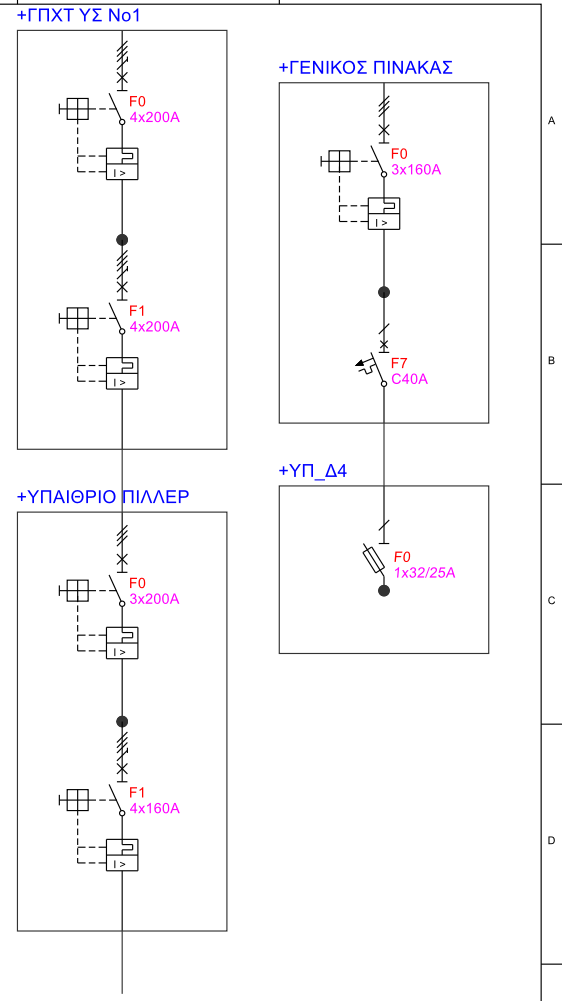 +ΓΠΧΤ ΥΣ Νο1
F0
4x200A
I >
F1
4x200A
I >
+ΥΠΑΙΘΡΙΟ ΠΙΛΛΕΡ
F0
3x200A
I >
F1
4x160A
I >
+ΓΕΝΙΚΟΣ ΠΙΝΑΚΑΣ
F0
3x160A
I >
F7
C40A
+ΥΠ_Δ4
F0
1x32/25A
A
B
C
D